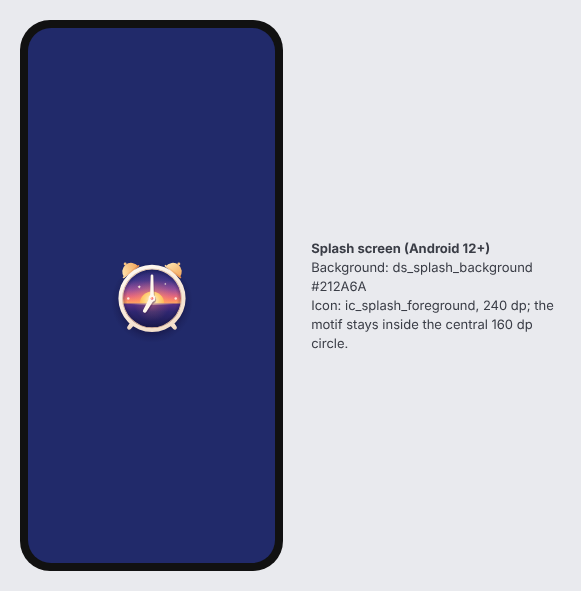 Splash screen (Android 12+)
Background: ds_splash_background
#212A6A
Icon: ic_splash_foreground, 240 dp; the
motif stays inside the central 160 dp
circle.